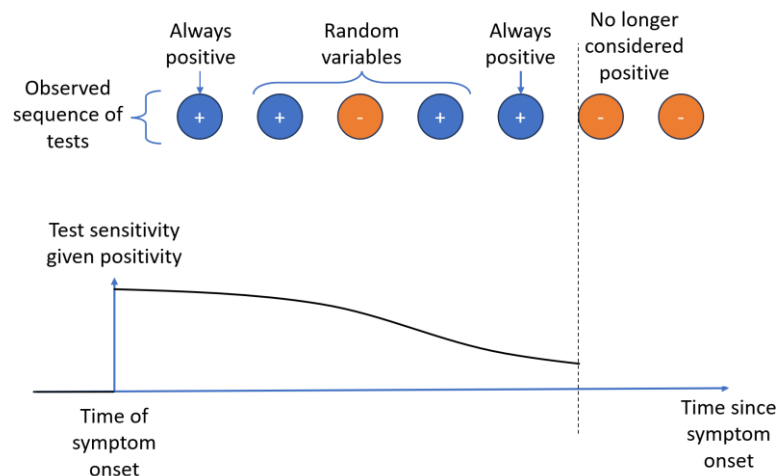 Always
positive
Random
variables
Always
positive
No longer
considered
positive
Observed
sequence of
tests
+ + - + + - -
Test sensitivity
given positivity
Time of
symptom
onset
Time since
symptom
onset